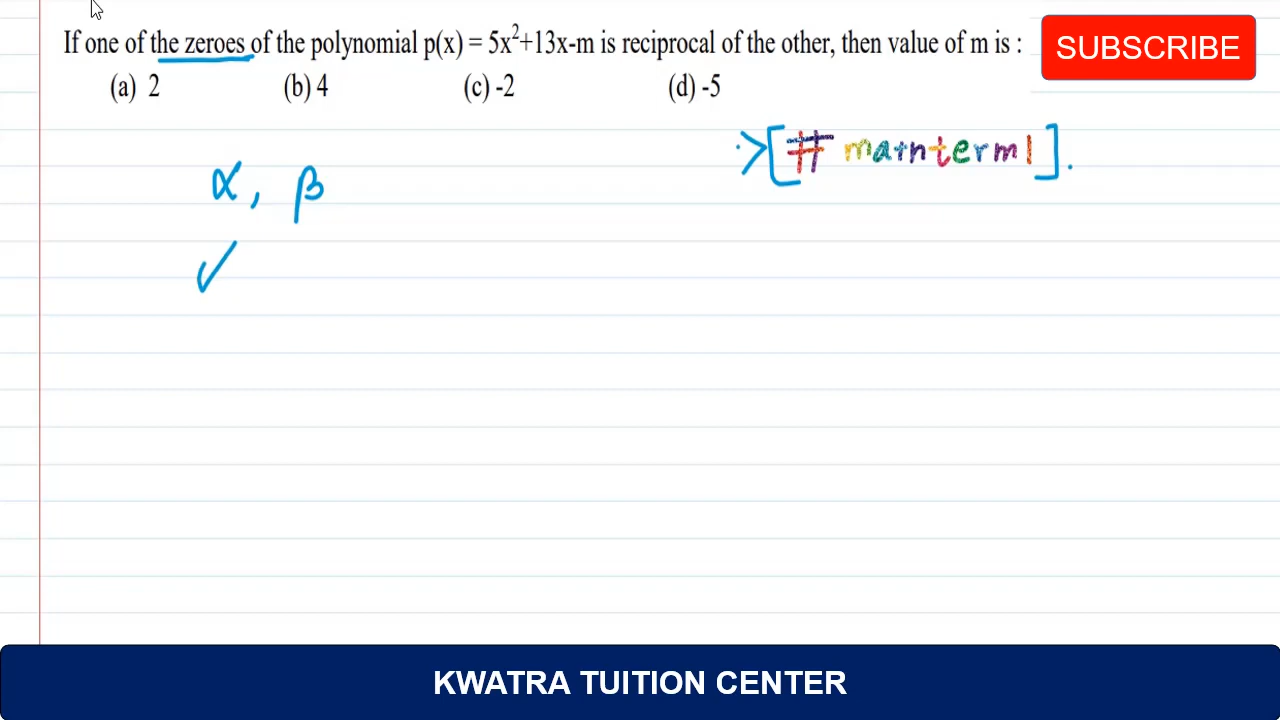 If one of the zeroes of the polynomial p(x) = 5x²+13x-m is reciprocal of the other, then value of m is :
SUBSCRIBE
(a) 2 (b) 4 (c) -2 (d) -5
[# marnterm1].
α, β
KWATRA TUITION CENTER